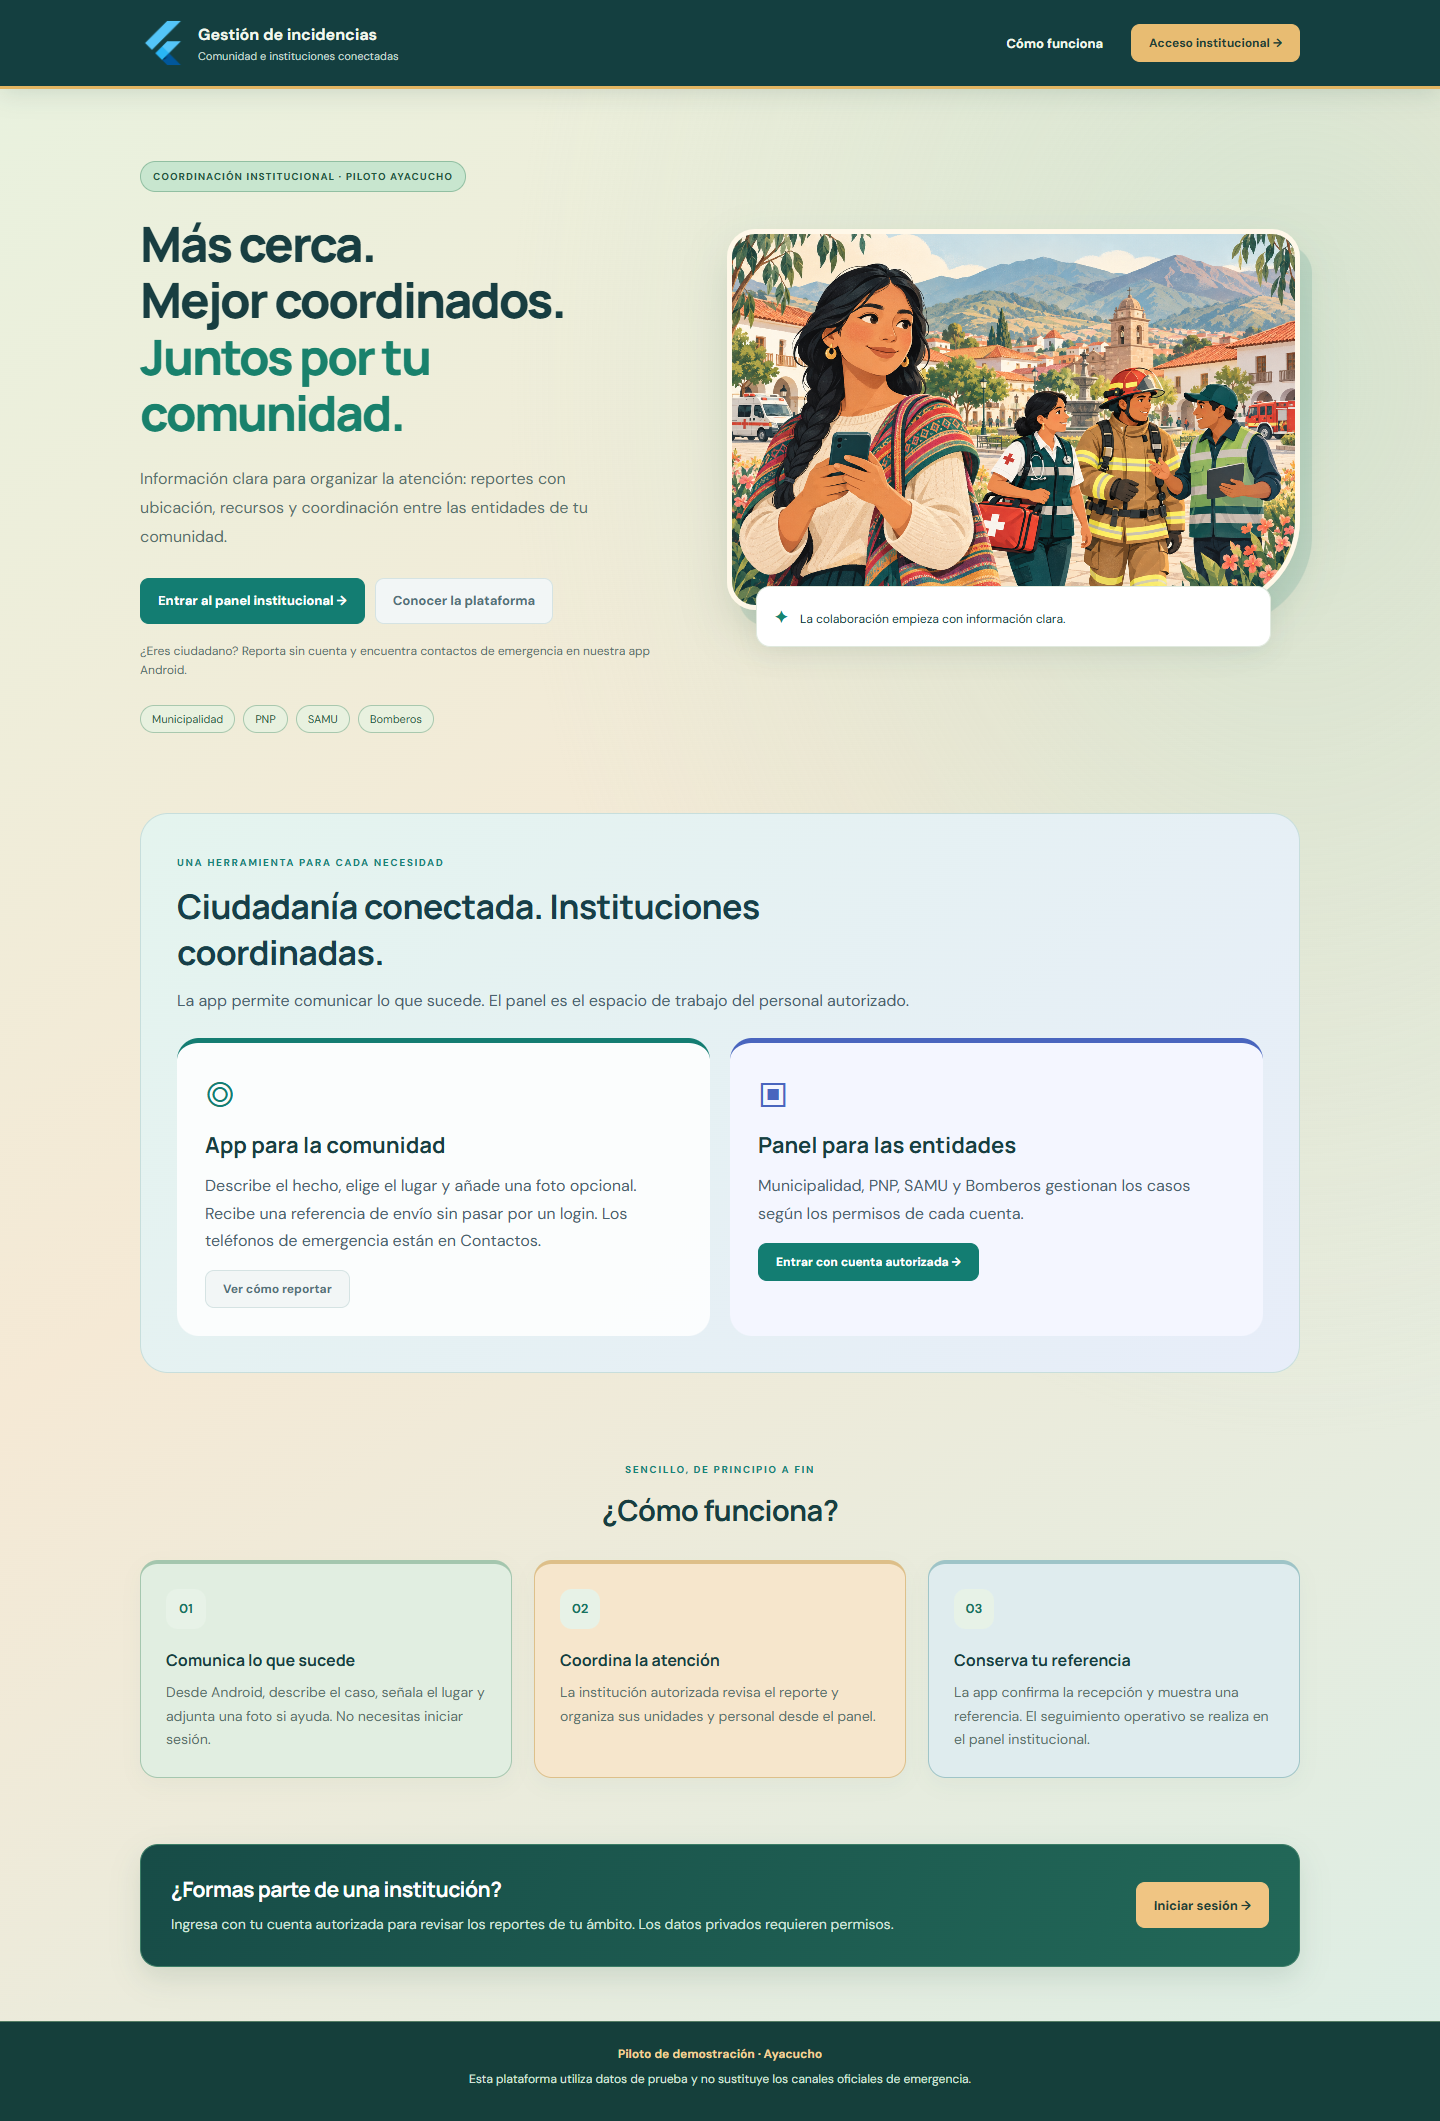 Gestión de incidencias
Comunidad e instituciones conectadas
Cómo funciona
Acceso institucional →
COORDINACIÓN INSTITUCIONAL · PILOTO AYACUCHO
Más cerca.
Mejor coordinados.
Juntos por tu
comunidad.
Información clara para organizar la atención: reportes con
ubicación, recursos y coordinación entre las entidades de tu
comunidad.
Entrar al panel institucional →
Conocer la plataforma
¿Eres ciudadano? Reporta sin cuenta y encuentra contactos de emergencia en nuestra app
Android.
Municipalidad
PNP
SAMU
Bomberos
La colaboración empieza con información clara.
UNA HERRAMIENTA PARA CADA NECESIDAD
Ciudadanía conectada. Instituciones
coordinadas.
La app permite comunicar lo que sucede. El panel es el espacio de trabajo del personal autorizado.
App para la comunidad
Describe el hecho, elige el lugar y añade una foto opcional.
Recibe una referencia de envío sin pasar por un login. Los
teléfonos de emergencia están en Contactos.
Ver cómo reportar
Panel para las entidades
Municipalidad, PNP, SAMU y Bomberos gestionan los casos
según los permisos de cada cuenta.
Entrar con cuenta autorizada →
SENCILLO, DE PRINCIPIO A FIN
¿Cómo funciona?
01
Comunica lo que sucede
Desde Android, describe el caso, señala el lugar y
adjunta una foto si ayuda. No necesitas iniciar
sesión.
02
Coordina la atención
La institución autorizada revisa el reporte y
organiza sus unidades y personal desde el panel.
03
Conserva tu referencia
La app confirma la recepción y muestra una
referencia. El seguimiento operativo se realiza en
el panel institucional.
¿Formas parte de una institución?
Ingresa con tu cuenta autorizada para revisar los reportes de tu ámbito. Los datos privados requieren permisos.
Iniciar sesión →
Piloto de demostración · Ayacucho
Esta plataforma utiliza datos de prueba y no sustituye los canales oficiales de emergencia.